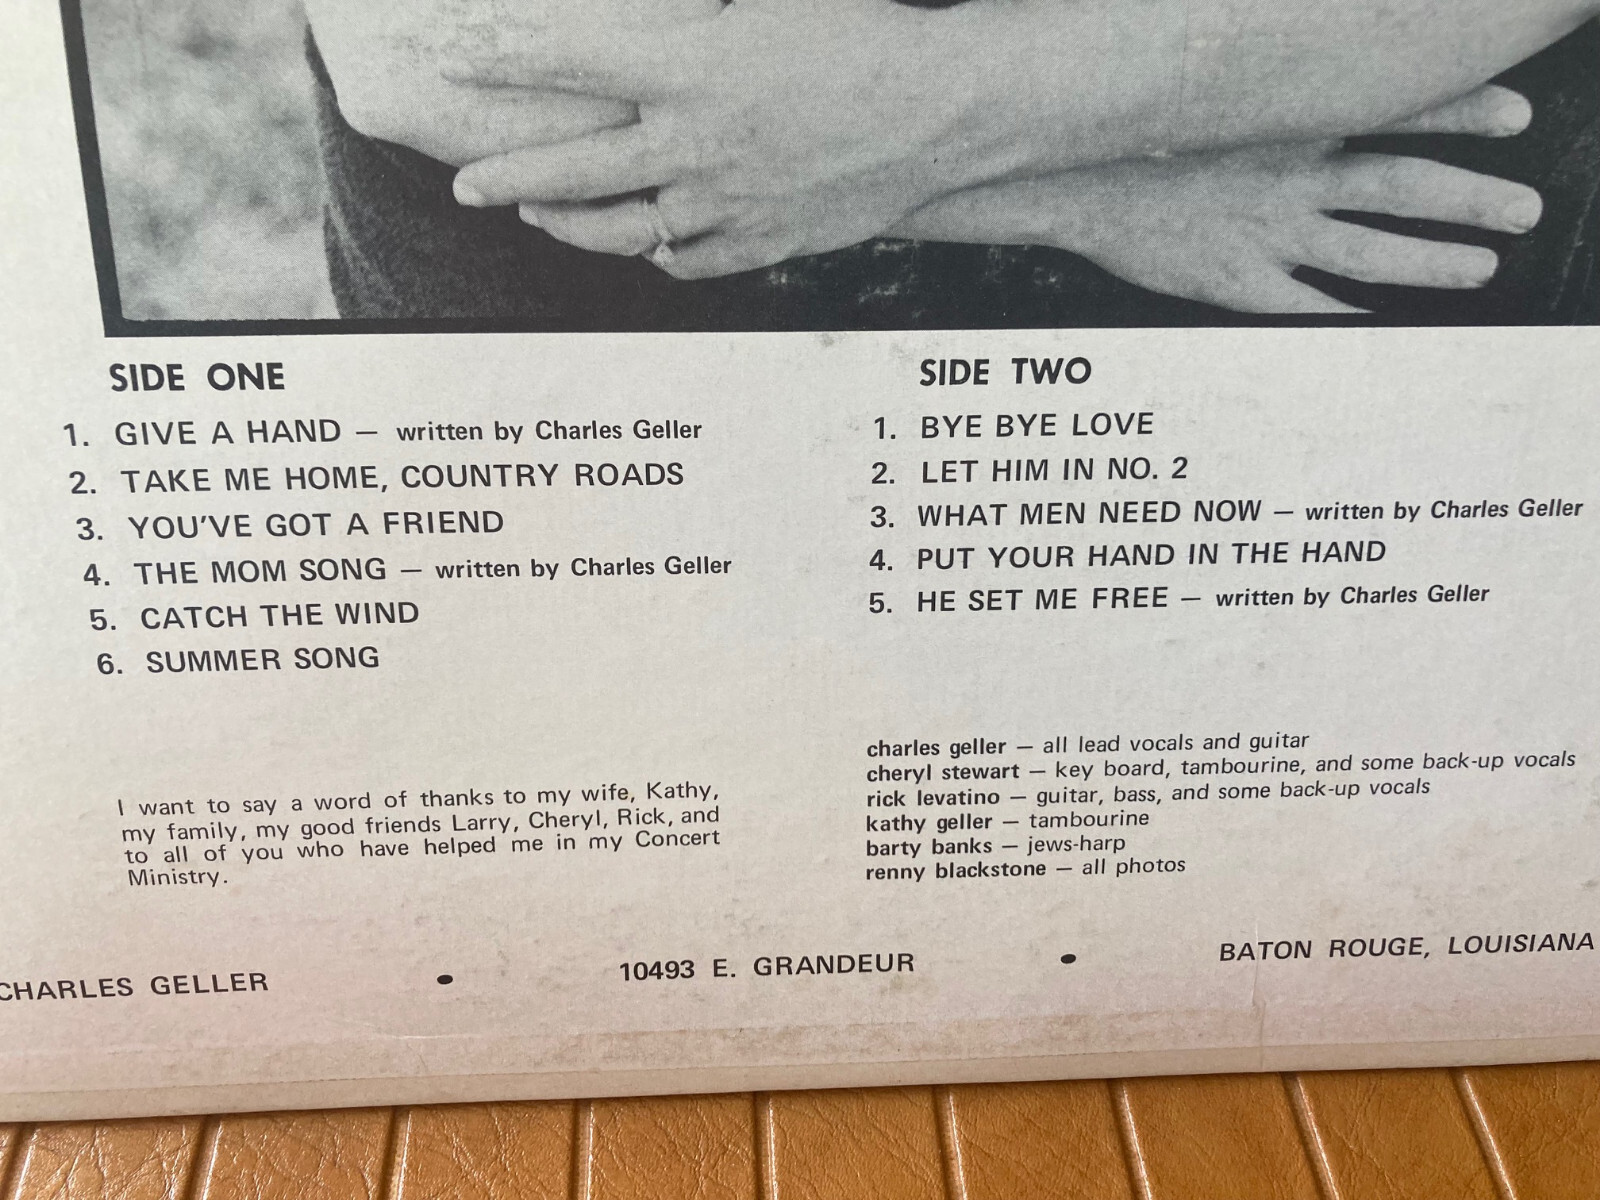 SIDE ONE
1. GIVE A HAND — written by Charles Geller
2. TAKE ME HOME, COUNTRY ROADS
3. YOU'VE GOT A FRIEND
4. THE MOM SONG — written by Charles Geller
5. CATCH THE WIND
6. SUMMER SONG
SIDE TWO
1. BYE BYE LOVE
2. LET HIM IN NO. 2
3. WHAT MEN NEED NOW — written by Charles Geller
4. PUT YOUR HAND IN THE HAND
5. HE SET ME FREE — written by Charles Geller
I want to say a word of thanks to my wife, Kathy,
my family, my good friends Larry, Cheryl, Rick, and
to all of you who have helped me in my Concert
Ministry.
charles geller — all lead vocals and guitar
cheryl stewart — key board, tambourine, and some back-up vocals
rick levatino — guitar, bass, and some back-up vocals
kathy geller — tambourine
barty banks — jews-harp
renny blackstone — all photos
CHARLES GELLER • 10493 E. GRANDEUR • BATON ROUGE, LOUISIANA